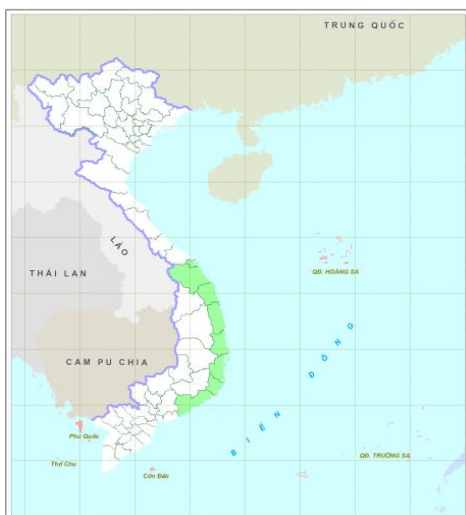 TRUNG QUỐC
LÀO
THÁI LAN
QĐ. HOÀNG SA
CAM PU CHIA
BIỂN ĐÔNG
Phú Quốc
Thổ Chu
Côn Đảo
QĐ. TRƯỜNG SA